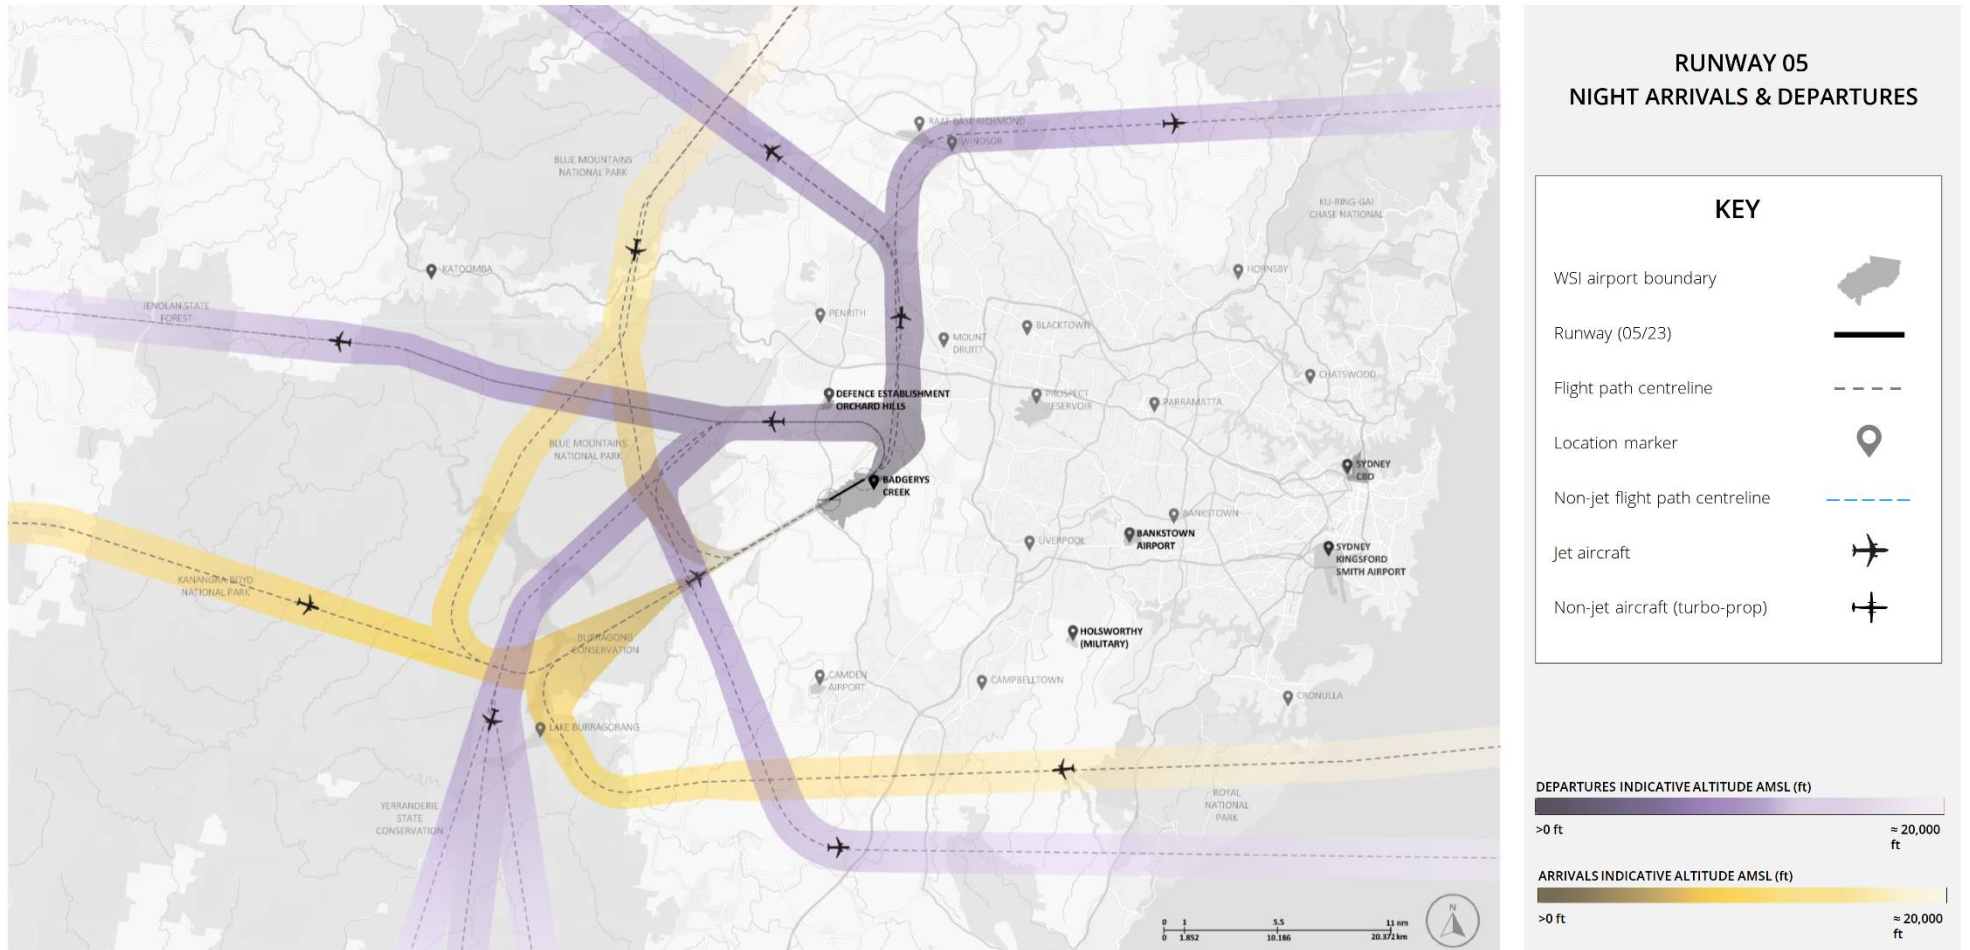 RAAF BASE RICHMOND
WINDSOR
BLUE MOUNTAINS
NATIONAL PARK
KU-RING-GAI
CHASE NATIONAL
KATOOMBA
HORNSBY
JENOLAN STATE
FOREST
PENRITH
BLACKTOWN
MOUNT
DRUITT
CHATSWOOD
DEFENCE ESTABLISHMENT
ORCHARD HILLS
PROSPECT
RESERVOIR
PARRAMATTA
BLUE MOUNTAINS
NATIONAL PARK
SYDNEY
CBD
BADGERYS
CREEK
BANKSTOWN
BANKSTOWN
AIRPORT
LIVERPOOL
SYDNEY
KINGSFORD
SMITH AIRPORT
KANANGRA-BOYD
NATIONAL PARK
BURRAGONG
CONSERVATION
HOLSWORTHY
(MILITARY)
CAMDEN
AIRPORT
CAMPBELLTOWN
CRONULLA
LAKE BURRAGORANG
YERRANDERIE
STATE
CONSERVATION
ROYAL
NATIONAL
PARK
0 1 5.5 11 nm
0 1.852 10.186 20.372 km
N
RUNWAY 05
NIGHT ARRIVALS & DEPARTURES
KEY
WSI airport boundary
Runway (05/23)
Flight path centreline
Location marker
Non-jet flight path centreline
Jet aircraft
Non-jet aircraft (turbo-prop)
DEPARTURES INDICATIVE ALTITUDE AMSL (ft)
>0 ft ≈ 20,000
ft
ARRIVALS INDICATIVE ALTITUDE AMSL (ft)
>0 ft ≈ 20,000
ft